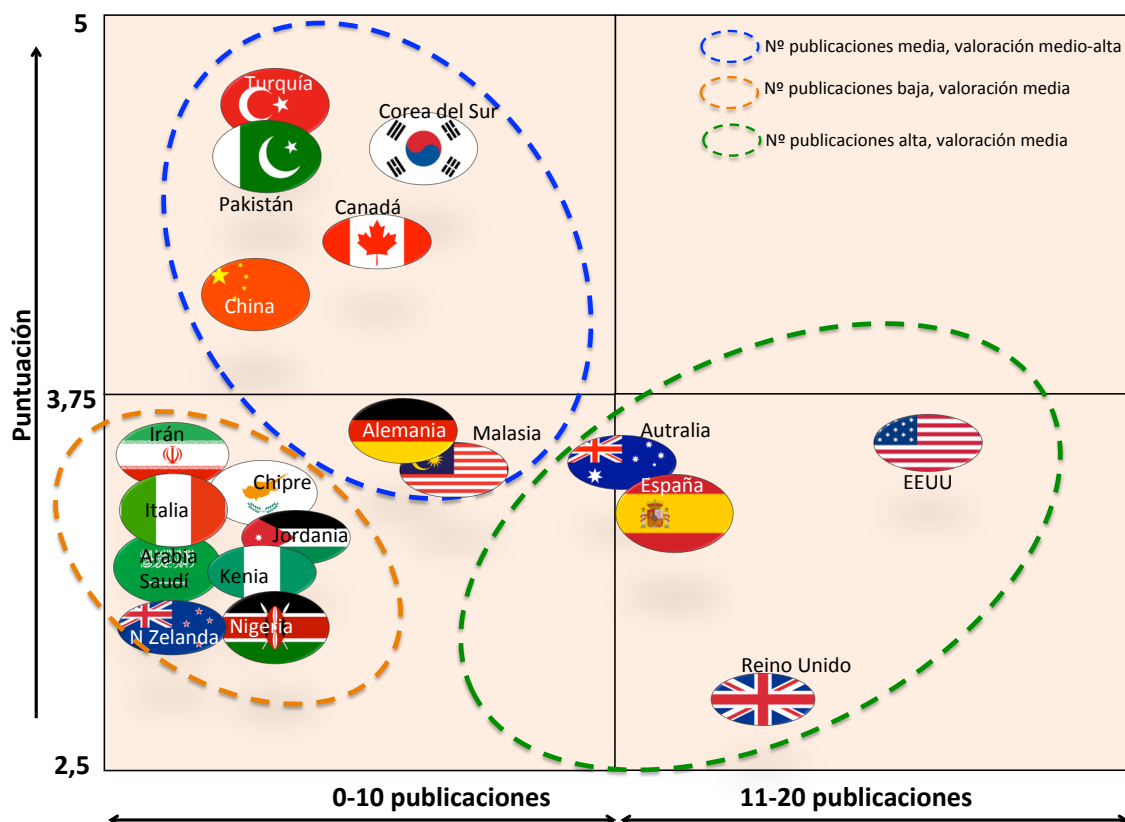 5
Nº publicaciones media, valoración medio-alta
Nº publicaciones baja, valoración media
Nº publicaciones alta, valoración media
Turquía
Corea del Sur
Pakistán
Canadá
China
Puntuación
3,75
Irán
Alemania
Malasia
Autralia
Chipre
España
EEUU
Italia
Jordania
Arabia
Saudí
Kenia
N Zelanda
Nigeria
Reino Unido
2,5
0-10 publicaciones
11-20 publicaciones